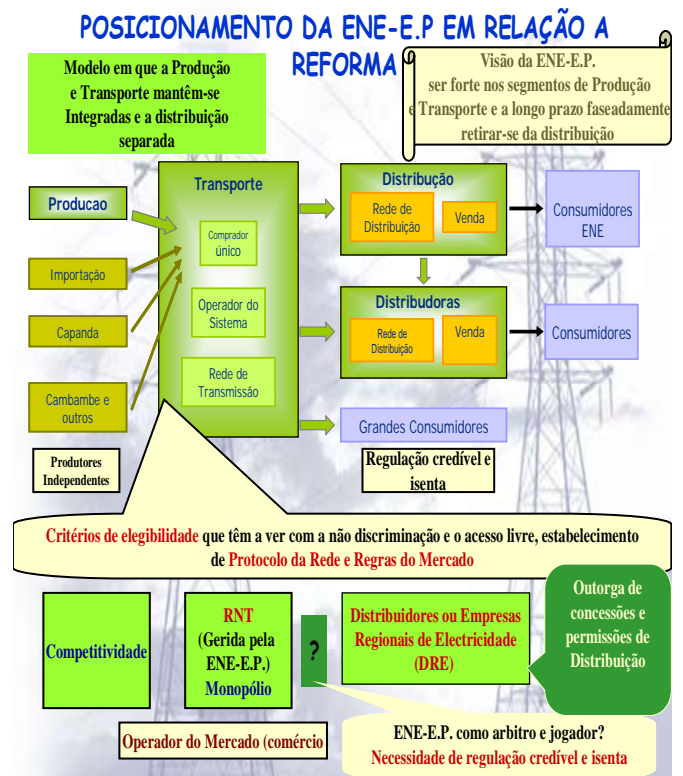 POSICIONAMENTO DA ENE-E.P EM RELAÇÃO A
REFORMA
Modelo em que a Produção
e Transporte mantêm-se
Integradas e a distribuição
separada
Visão da ENE-E.P.
ser forte nos segmentos de Produção
e Transporte e a longo prazo faseadamente
retirar-se da distribuição
Producao
Importação
Capanda
Cambambe e
outros
Produtores
Independentes
Transporte
Comprador
único
Operador do
Sistema
Rede de
Transmissão
Distribução
Rede de
Distribuição
Venda
Consumidores
ENE
Distribudoras
Rede de
Distribuição
Venda
Consumidores
Grandes Consumidores
Regulação credível e
isenta
Critérios de elegibilidade que têm a ver com a não discriminação e o acesso livre, estabelecimento
de Protocolo da Rede e Regras do Mercado
Competitividade
RNT
(Gerida pela
ENE-E.P.)
Monopólio
?
Distribuidores ou Empresas
Regionais de Electricidade
(DRE)
Outorga de
concessões e
permissões de
Distribuição
Operador do Mercado (comércio
ENE-E.P. como arbitro e jogador?
Necessidade de regulação credível e isenta